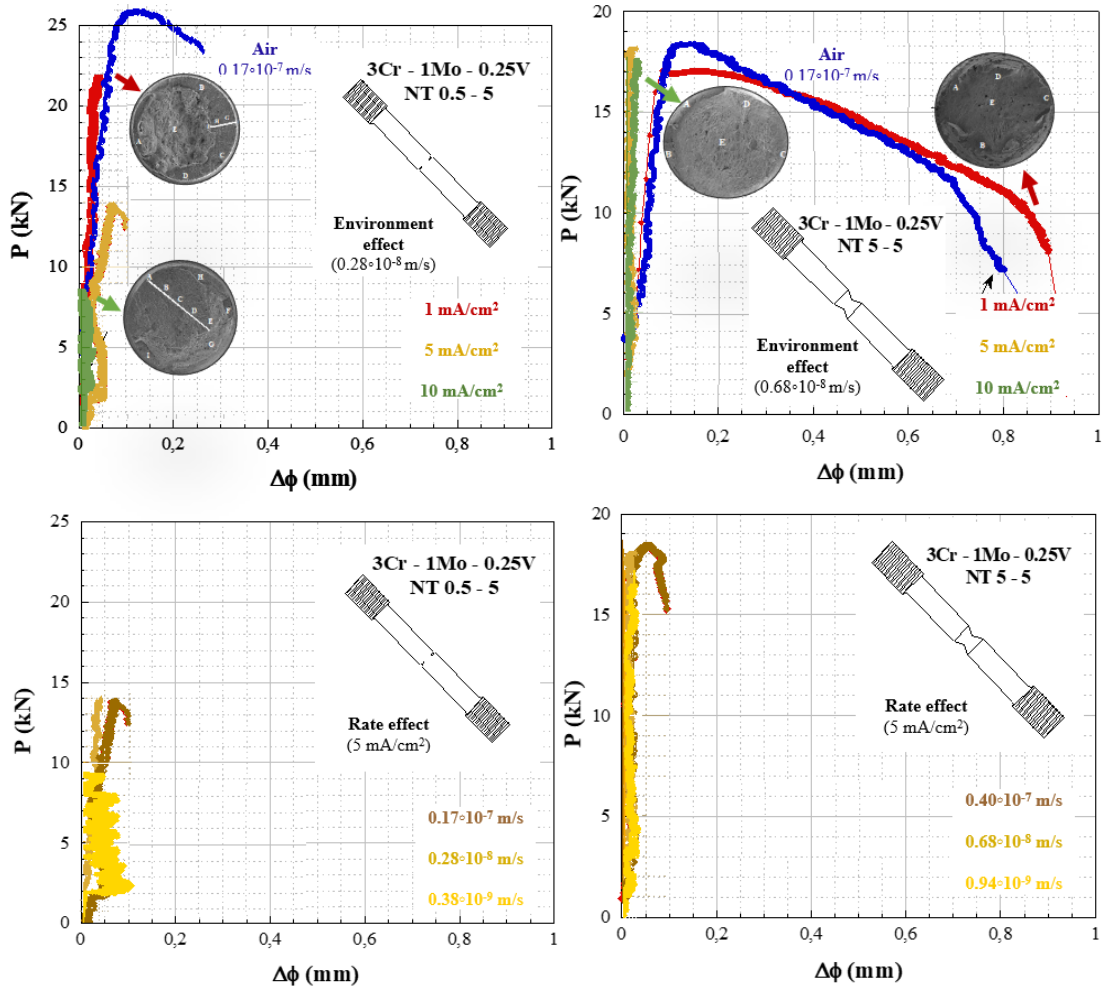 25
20
15
10
5
0
P (kN)
0
0,2
0,4
0,6
0,8
1
Δϕ (mm)
Air
0.17∘10-7 m/s
3Cr - 1Mo - 0.25V
NT 0.5 - 5
Environment
effect
(0.28∘10-8 m/s)
1 mA/cm2
5 mA/cm2
10 mA/cm2
A
B
C
D
E
G
H
A
B
C
D
E
F
G
H
I
20
15
10
5
0
P (kN)
0
0,2
0,4
0,6
0,8
1
Δϕ (mm)
Air
0.17∘10-7 m/s
3Cr - 1Mo - 0.25V
NT 5 - 5
Environment
effect
(0.68∘10-8 m/s)
1 mA/cm2
5 mA/cm2
10 mA/cm2
A
D
B
E
C
D
A
E
C
B
25
20
15
10
5
0
P (kN)
0
0,2
0,4
0,6
0,8
1
Δϕ (mm)
3Cr - 1Mo - 0.25V
NT 0.5 - 5
Rate effect
(5 mA/cm2)
0.17∘10-7 m/s
0.28∘10-8 m/s
0.38∘10-9 m/s
20
15
10
5
0
P (kN)
0
0,2
0,4
0,6
0,8
1
Δϕ (mm)
3Cr - 1Mo - 0.25V
NT 5 - 5
Rate effect
(5 mA/cm2)
0.40∘10-7 m/s
0.68∘10-8 m/s
0.94∘10-9 m/s